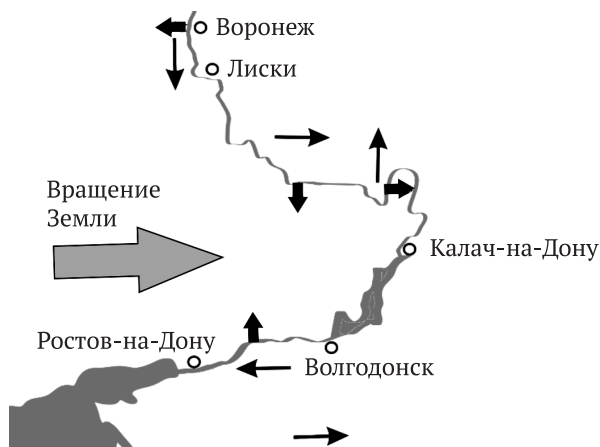 Воронеж
Лиски
Вращение
Земли
Калач-на-Дону
Ростов-на-Дону
Волгодонск